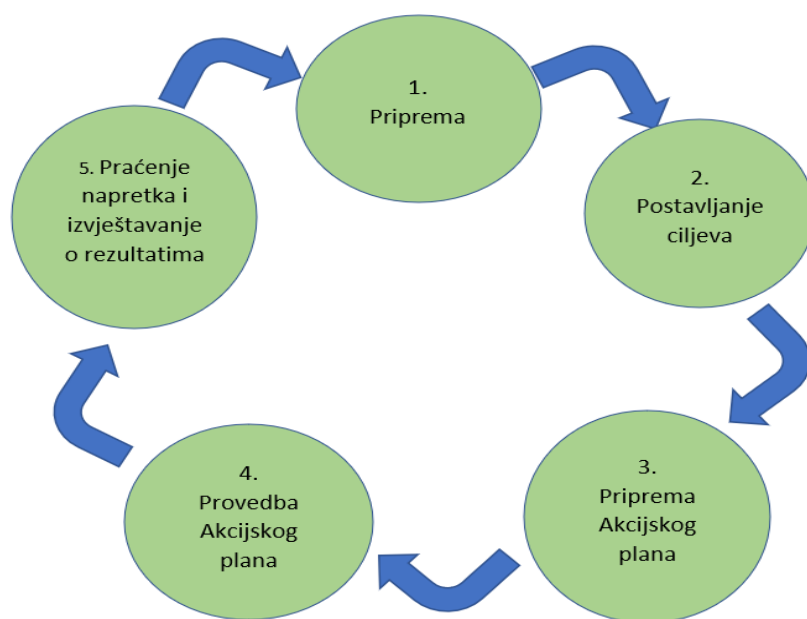 1.
Priprema
2.
Postavljanje
ciljeva
3.
Priprema
Akcijskog
plana
4.
Provedba
Akcijskog
plana
5. Praćenje
napretka i
izvještavanje
o rezultatima